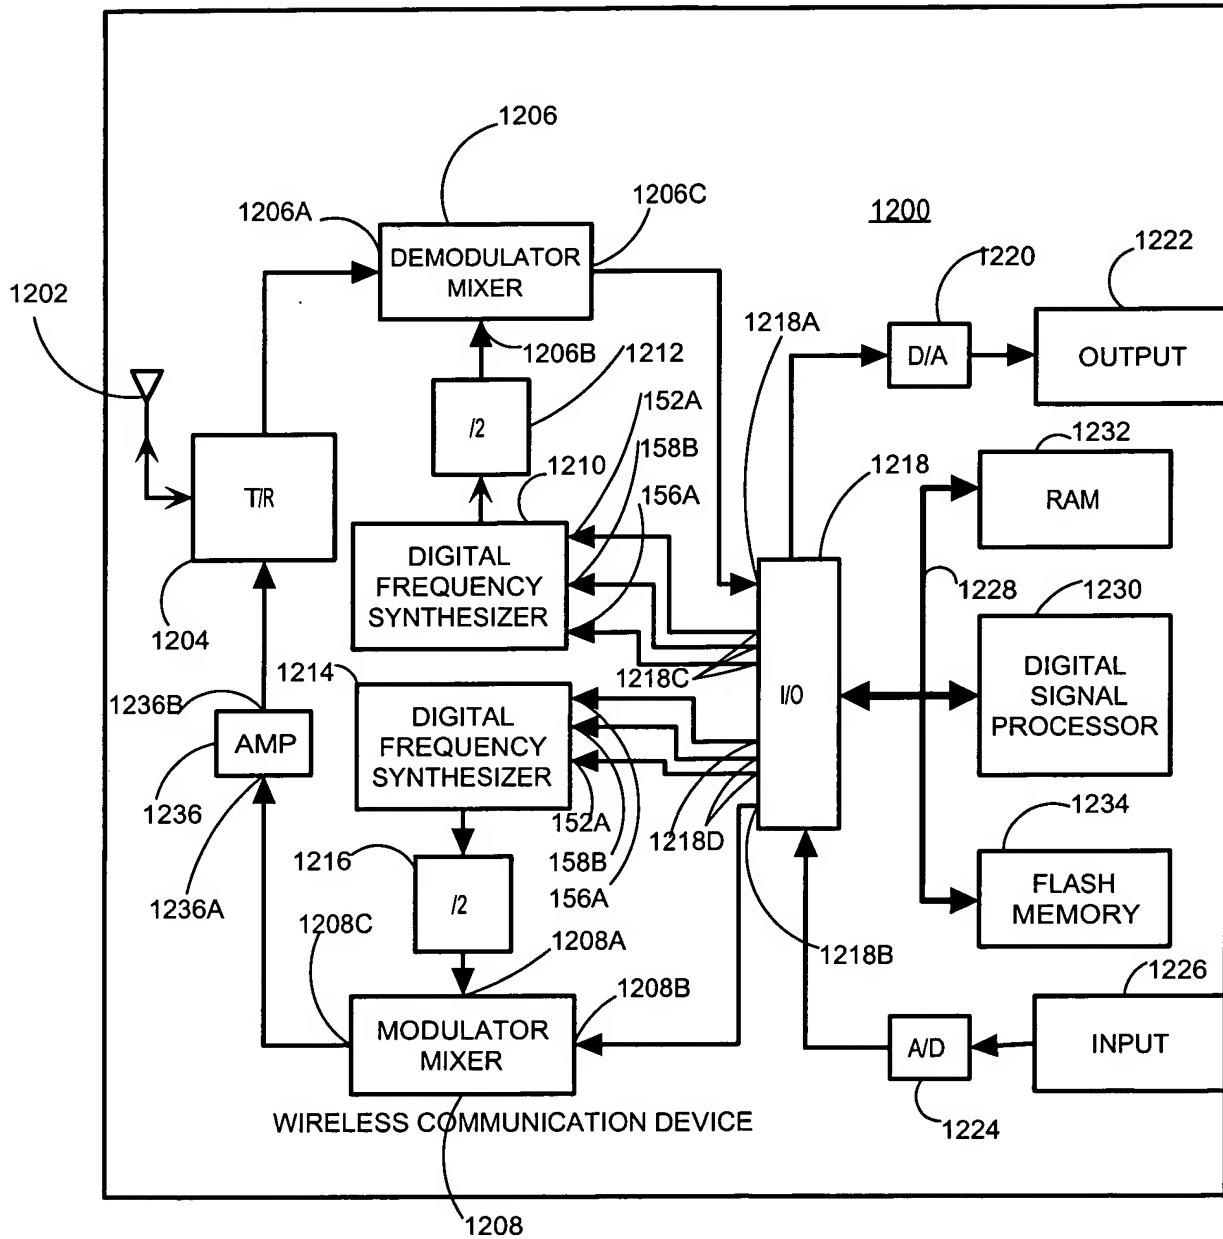 1206
1206A
1206C
1200
1220
1222
DEMODULATOR
MIXER
1202
1218A
D/A
OUTPUT
1206B
1212
152A
/2
158B
1232
1210
1218
156A
T/R
RAM
DIGITAL
FREQUENCY
SYNTHESIZER
1228
1230
1204
1214
1218C
I/O
DIGITAL
SIGNAL
PROCESSOR
1236B
DIGITAL
FREQUENCY
SYNTHESIZER
AMP
1236
152A
1218D
1234
1216
158B
156A
/2
FLASH
MEMORY
1236A
1208C
1208A
1218B
1226
1208B
MODULATOR
MIXER
A/D
INPUT
WIRELESS COMMUNICATION DEVICE
1224
1208